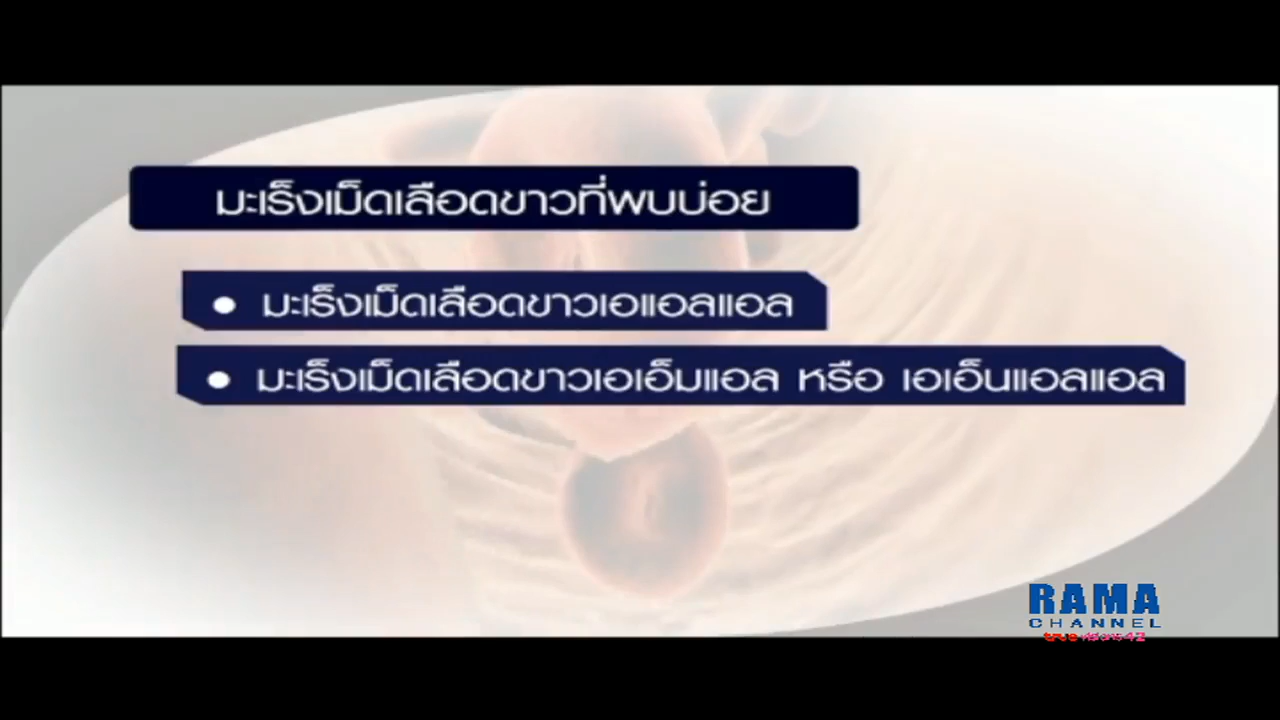 มะเร็งเม็ดเลือดขาวที่พบบ่อย
• มะเร็งเม็ดเลือดขาวเอแอลแอล
• มะเร็งเม็ดเลือดขาวเอเอ็มแอล หรือ เอเอ็นแอลแอล
RAMA
CHANNEL
true visions 42